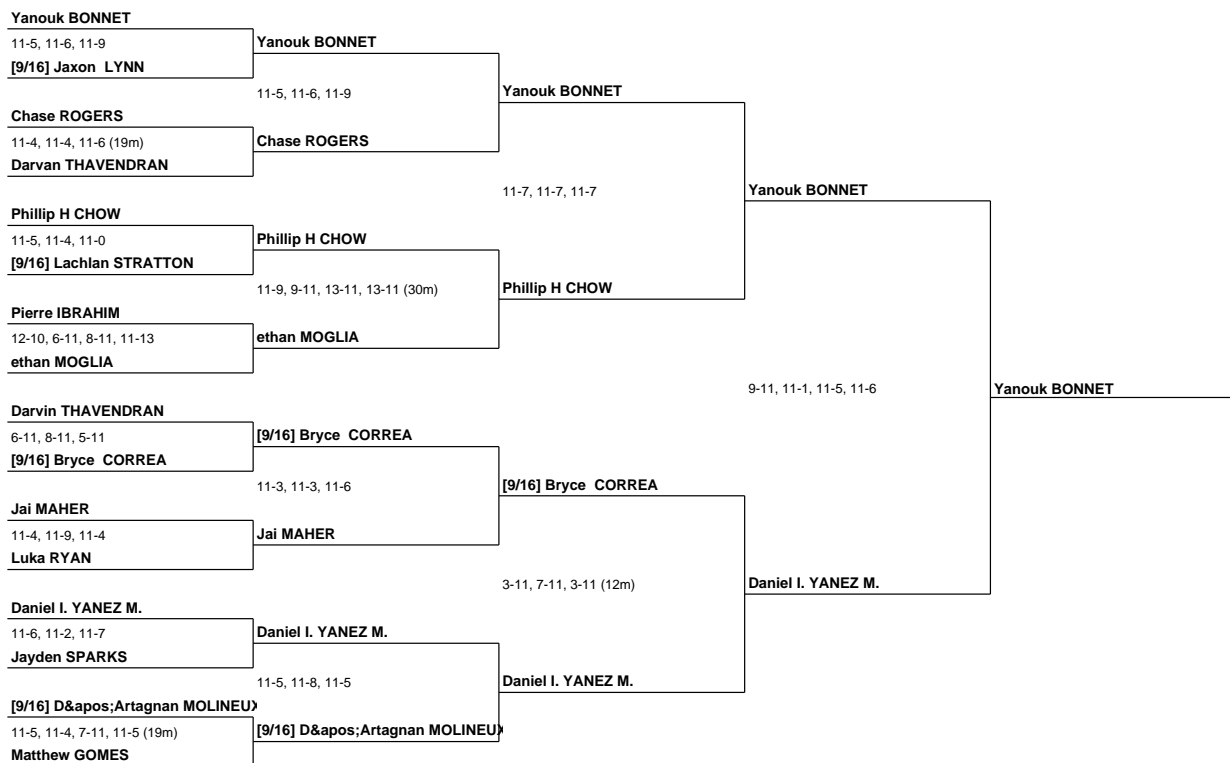 Yanouk BONNET
11-5, 11-6, 11-9
[9/16] Jaxon  LYNN
Chase ROGERS
11-4, 11-4, 11-6 (19m)
Darvan THAVENDRAN
Phillip H CHOW
11-5, 11-4, 11-0
[9/16] Lachlan STRATTON
Pierre IBRAHIM
12-10, 6-11, 8-11, 11-13
ethan MOGLIA
Darvin THAVENDRAN
6-11, 8-11, 5-11
[9/16] Bryce  CORREA
Jai MAHER
11-4, 11-9, 11-4
Luka RYAN
Daniel I. YANEZ M.
11-6, 11-2, 11-7
Jayden SPARKS
[9/16] D&apos;Artagnan MOLINEUX
11-5, 11-4, 7-11, 11-5 (19m)
Matthew GOMES
Yanouk BONNET
11-5, 11-6, 11-9
Chase ROGERS
Phillip H CHOW
11-9, 9-11, 13-11, 13-11 (30m)
ethan MOGLIA
[9/16] Bryce  CORREA
11-3, 11-3, 11-6
Jai MAHER
Daniel I. YANEZ M.
11-5, 11-8, 11-5
[9/16] D&apos;Artagnan MOLINEUX
Yanouk BONNET
11-7, 11-7, 11-7
Phillip H CHOW
[9/16] Bryce  CORREA
3-11, 7-11, 3-11 (12m)
Daniel I. YANEZ M.
Yanouk BONNET
9-11, 11-1, 11-5, 11-6
Daniel I. YANEZ M.
Yanouk BONNET